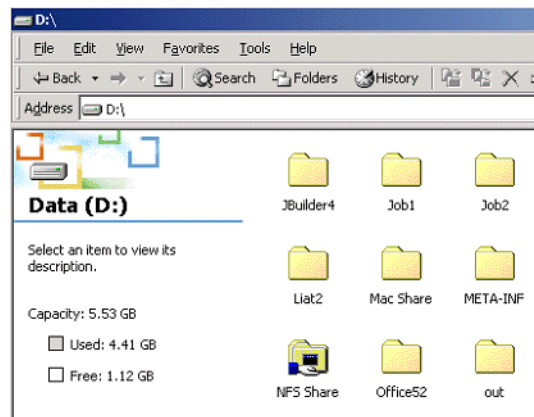 D:\
File Edit View Favorites Tools Help
Back Search Folders History
Address D:\
Data (D:)
Select an item to view its
description.
Capacity: 5.53 GB
Used: 4.41 GB
Free: 1.12 GB
JBuilder4 Job1 Job2
Liat2 Mac Share META-INF
NFS Share Office52 out